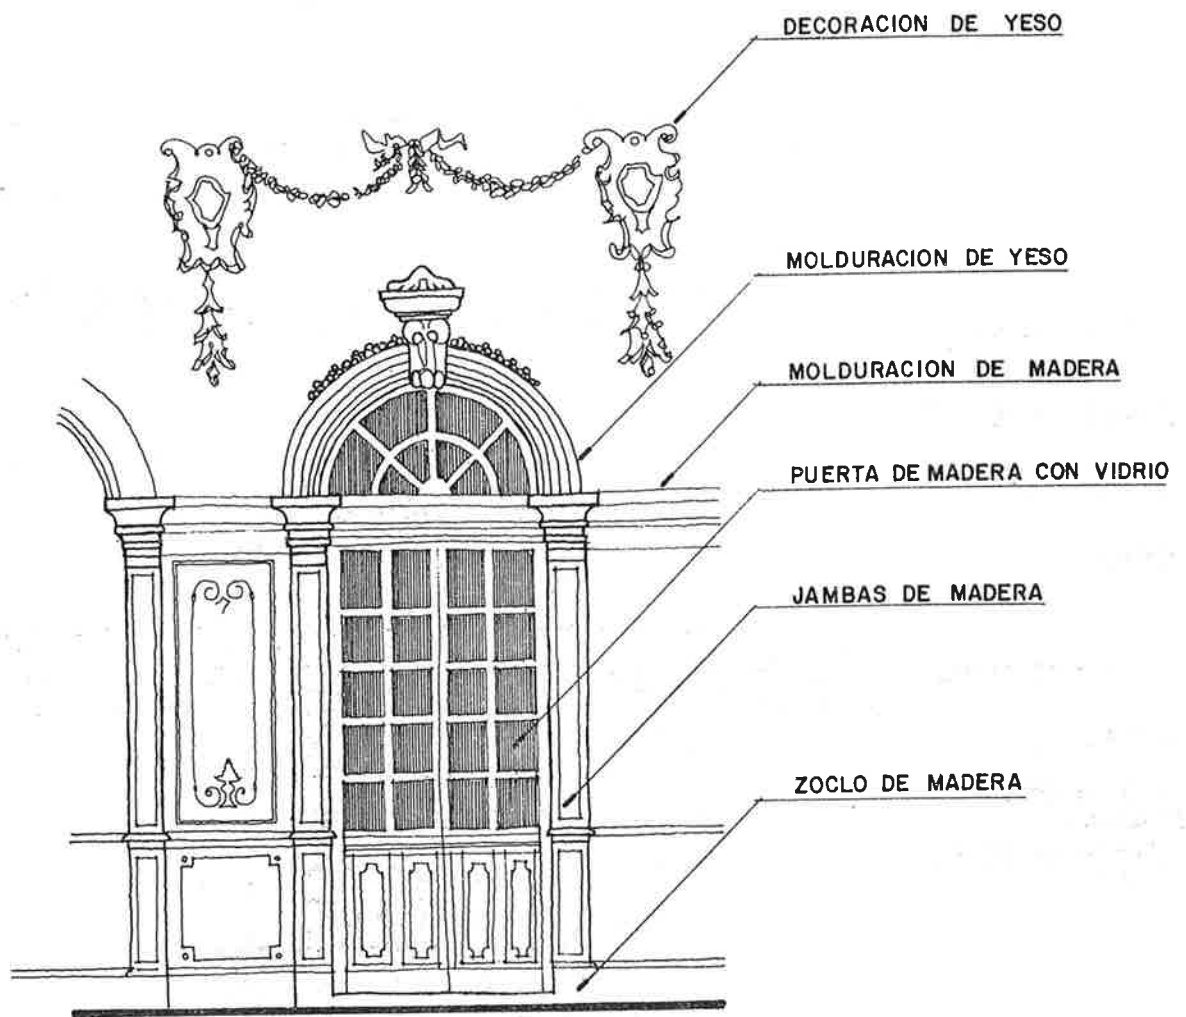 DECORACION DE YESO
MOLDURACION DE YESO
MOLDURACION DE MADERA
PUERTA DE MADERA CON VIDRIO
JAMBAS DE MADERA
ZOCLO DE MADERA